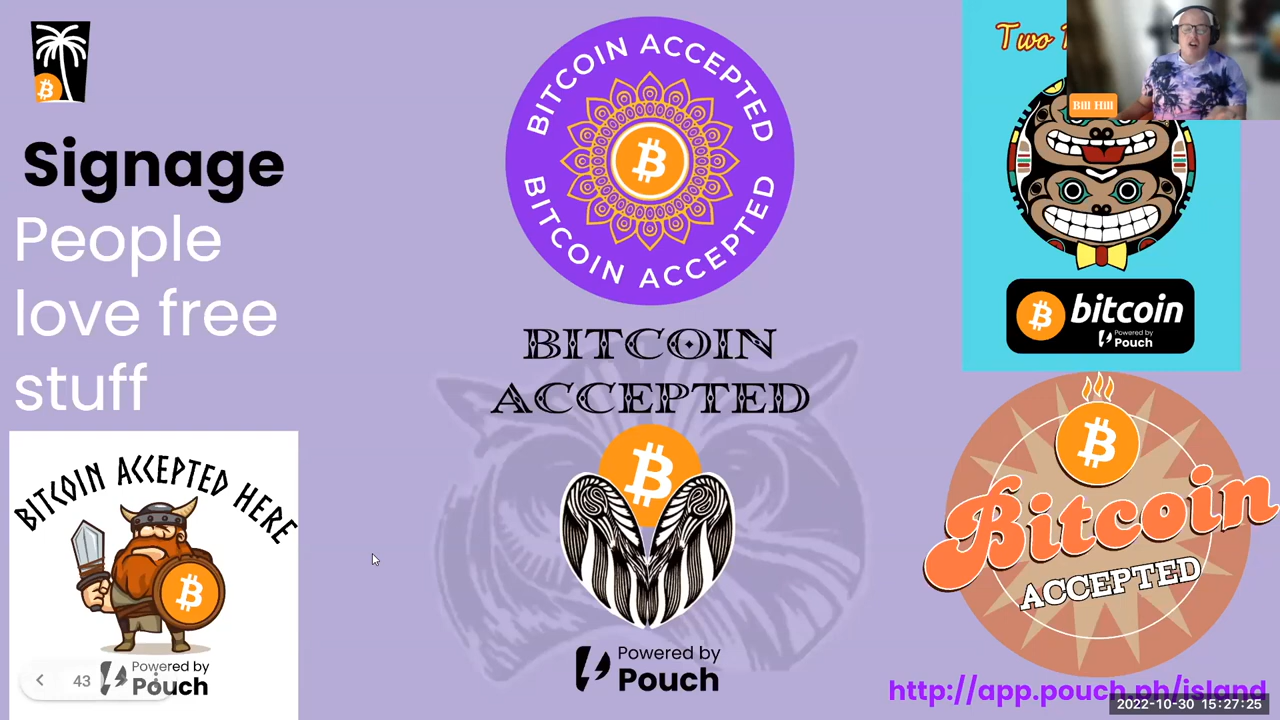 Signage
People
love free
stuff
BITCOIN ACCEPTED HERE
Powered by
Pouch
43
BITCOIN ACCEPTED
BITCOIN ACCEPTED
BITCOIN
ACCEPTED
Powered by
Pouch
Two
Bill Hill
bitcoin
Powered by
Pouch
Bitcoin
ACCEPTED
http://app.pouch.ph/island
2022-10-30 15:27:25